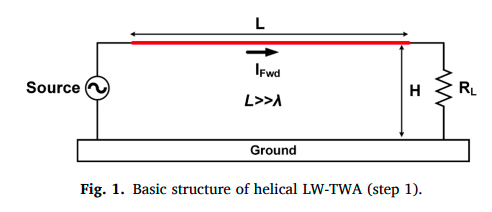 L
IFwd
Source
L>>λ
H
RL
Ground
Fig. 1. Basic structure of helical LW-TWA (step 1).